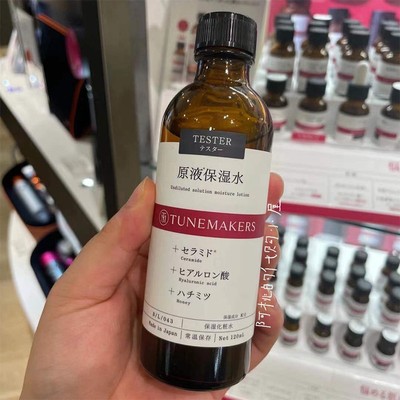 TESTER
テスター
原液保湿水
Undiluted solution moisture lotion
TUNEMAKERS
+セラミド*
Ceramide
+ヒアルロン酸
Hyaluronic acid
+ハチミツ
Honey
S/L/043
Made in Japan
保湿化粧水
常温保存
Net 120mL